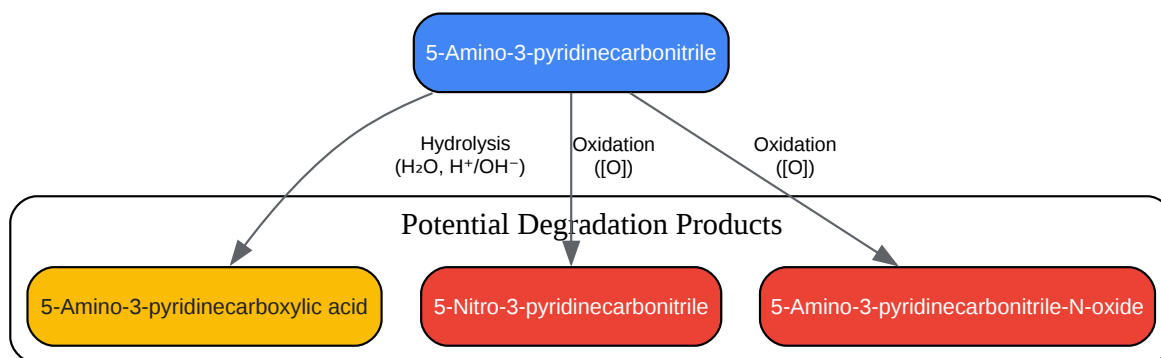 5-Amino-3-pyridinecarbonitrile
Hydrolysis
(H₂O, H⁺/OH⁻)
Oxidation
([O])
Oxidation
([O])
Potential Degradation Products
5-Amino-3-pyridinecarboxylic acid
5-Nitro-3-pyridinecarbonitrile
5-Amino-3-pyridinecarbonitrile-N-oxide